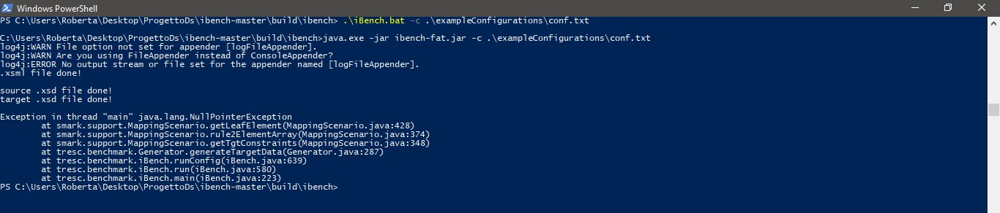 Windows PowerShell
PS C:\Users\Roberta\Desktop\ProgettoDs\ibench-master\build\ibench> .\iBench.bat -c .\exampleConfigurations\conf.txt
C:\Users\Roberta\Desktop\ProgettoDs\ibench-master\build\ibench>java.exe -jar ibench-fat.jar -c .\exampleConfigurations\conf.txt
log4j:WARN File option not set for appender [logFileAppender].
log4j:WARN Are you using FileAppender instead of ConsoleAppender?
log4j:ERROR No output stream or file set for the appender named [logFileAppender].
.xsml file done!
source .xsd file done!
target .xsd file done!
Exception in thread "main" java.lang.NullPointerException
at smark.support.MappingScenario.getLeafElement(MappingScenario.java:428)
at smark.support.MappingScenario.rule2ElementArray(MappingScenario.java:374)
at smark.support.MappingScenario.getTgtConstraints(MappingScenario.java:348)
at tresc.benchmark.Generator.generateTargetData(Generator.java:287)
at tresc.benchmark.iBench.runConfig(iBench.java:639)
at tresc.benchmark.iBench.run(iBench.java:580)
at tresc.benchmark.iBench.main(iBench.java:223)
PS C:\Users\Roberta\Desktop\ProgettoDs\ibench-master\build\ibench>